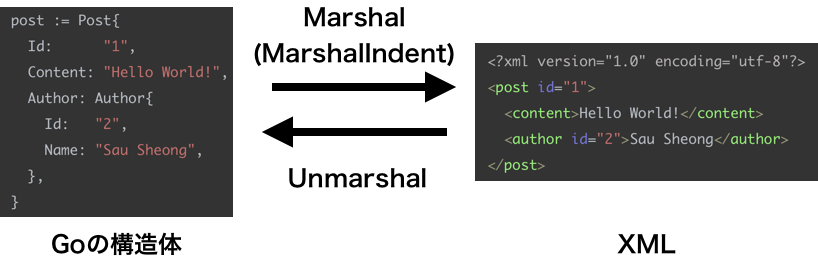 post := Post{
  Id:      "1",
  Content: "Hello World!",
  Author: Author{
    Id:   "2",
    Name: "Sau Sheong",
  },
}
Goの構造体
Marshal
(MarshalIndent)
Unmarshal
<?xml version="1.0" encoding="utf-8"?>
<post id="1">
  <content>Hello World!</content>
  <author id="2">Sau Sheong</author>
</post>
XML